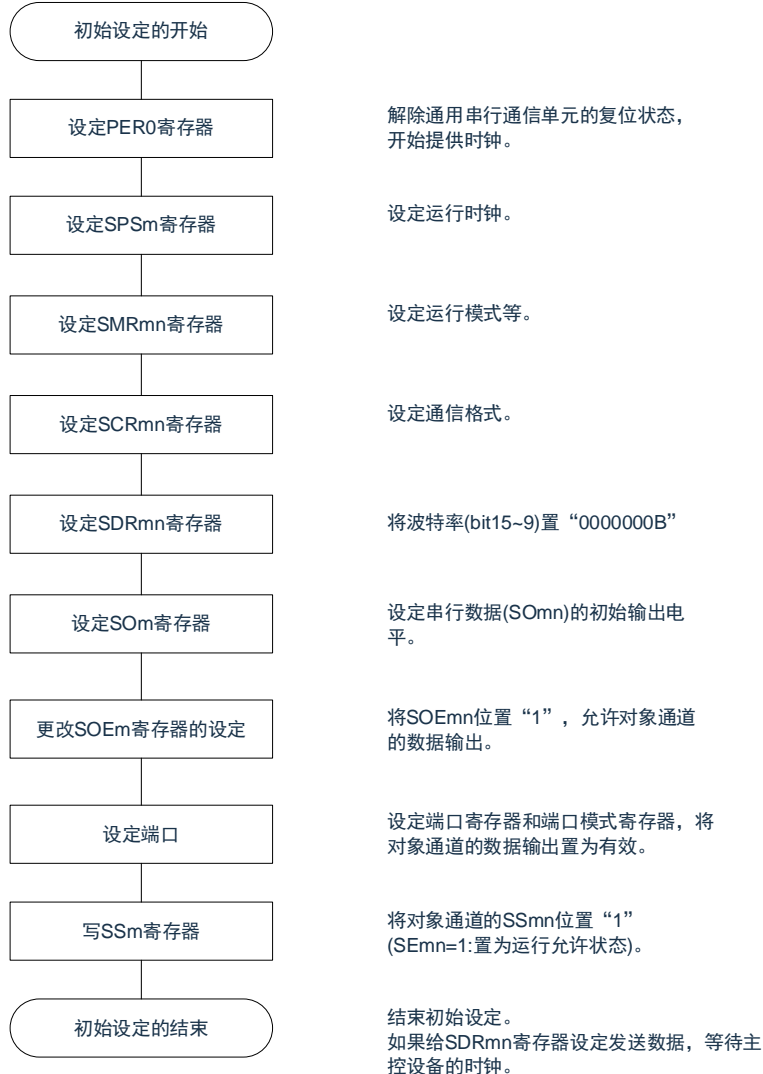 初始设定的开始
设定PER0寄存器
解除通用串行通信单元的复位状态，
开始提供时钟。
设定SPSm寄存器
设定运行时钟。
设定SMRmn寄存器
设定运行模式等。
设定SCRmn寄存器
设定通信格式。
设定SDRmn寄存器
将波特率(bit15~9)置“0000000B”
设定SOm寄存器
设定串行数据(SOmn)的初始输出电
平。
更改SOEm寄存器的设定
将SOEmn位置“1”，允许对象通道
的数据输出。
设定端口
设定端口寄存器和端口模式寄存器，将
对象通道的数据输出置为有效。
写SSm寄存器
将对象通道的SSmn位置“1”
(SEmn=1:置为运行允许状态)。
初始设定的结束
结束初始设定。
如果给SDRmn寄存器设定发送数据，等待主
控设备的时钟。